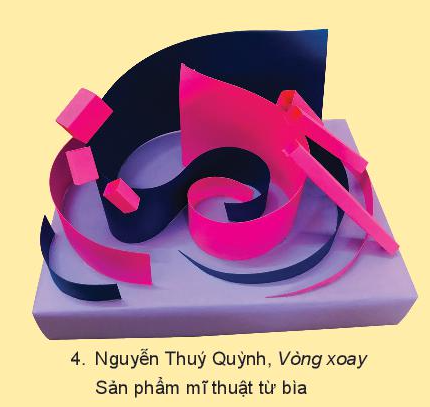 4. Nguyễn Thuý Quỳnh, Vòng xoay
Sản phẩm mĩ thuật từ bìa